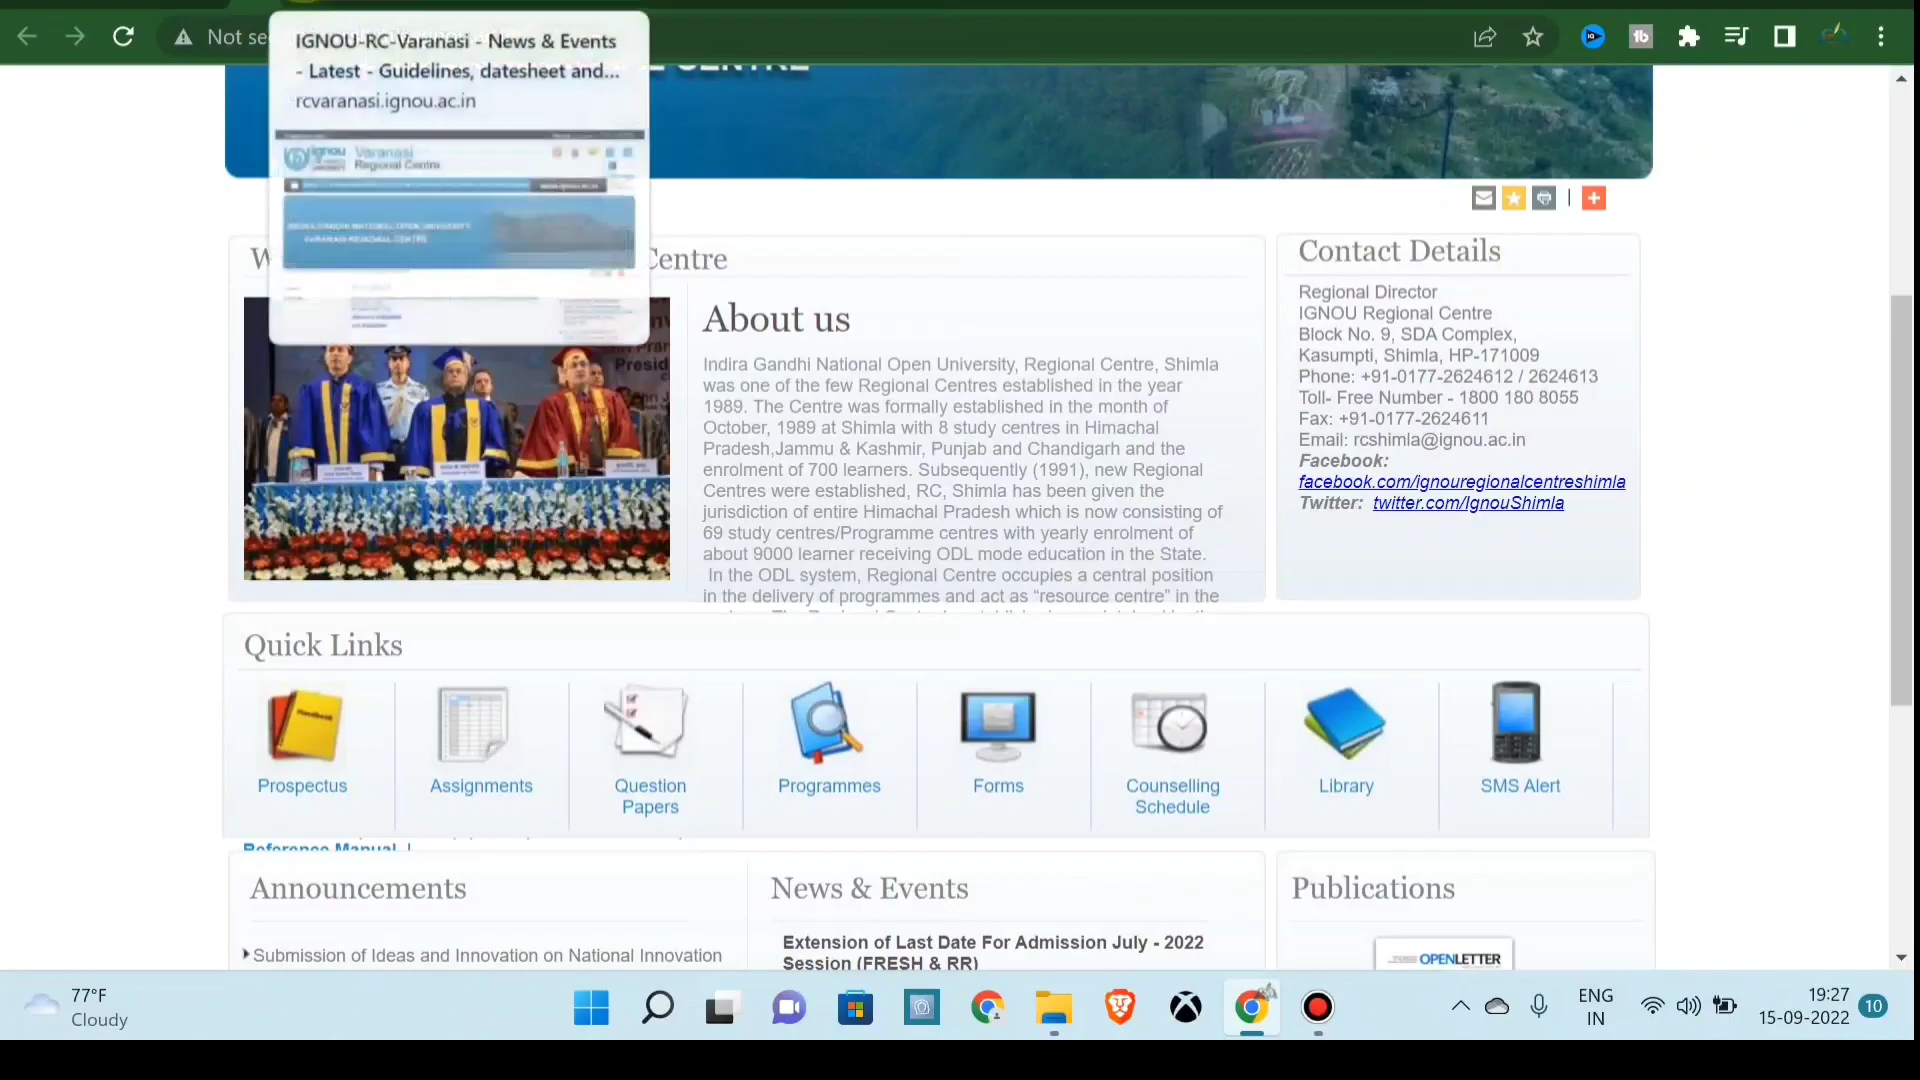 Not se
IGNOU-RC-Varanasi - News & Events
- Latest - Guidelines, datesheet and...
rcvaranasi.ignou.ac.in
ignou
Varanasi
Regional Centre
CENTRE
W
Centre
About us
Indira Gandhi National Open University, Regional Centre, Shimla
was one of the few Regional Centres established in the year
1989. The Centre was formally established in the month of
October, 1989 at Shimla with 8 study centres in Himachal
Pradesh,Jammu & Kashmir, Punjab and Chandigarh and the
enrolment of 700 learners. Subsequently (1991), new Regional
Centres were established, RC, Shimla has been given the
jurisdiction of entire Himachal Pradesh which is now consisting of
69 study centres/Programme centres with yearly enrolment of
about 9000 learner receiving ODL mode education in the State.
In the ODL system, Regional Centre occupies a central position
in the delivery of programmes and act as “resource centre” in the
Contact Details
Regional Director
IGNOU Regional Centre
Block No. 9, SDA Complex,
Kasumpti, Shimla, HP-171009
Phone: +91-0177-2624612 / 2624613
Toll- Free Number - 1800 180 8055
Fax: +91-0177-2624611
Email: rcshimla@ignou.ac.in
Facebook:
facebook.com/ignouregionalcentreshimla
Twitter: twitter.com/IgnouShimla
Quick Links
Prospectus
Assignments
Question
Papers
Programmes
Forms
Counselling
Schedule
Library
SMS Alert
Reference Manual |
Announcements
Submission of Ideas and Innovation on National Innovation
News & Events
Extension of Last Date For Admission July - 2022
Session (FRESH & RR)
Publications
OPENLETTER
77°F
Cloudy
ENG
IN
19:27
15-09-2022
10